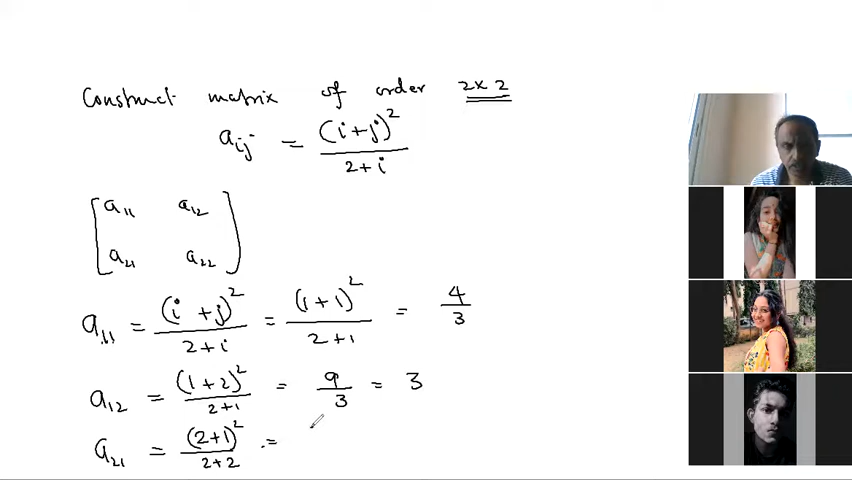 Construct matrix of order 2×2
aij = (i+j)² / 2+i
[ a11 a12
a21 a22 ]
a11 = (i+j)² / 2+i = (1+1)² / 2+1 = 4/3
a12 = (1+2)² / 2+1 = 9/3 = 3
a21 = (2+1)² / 2+2 =